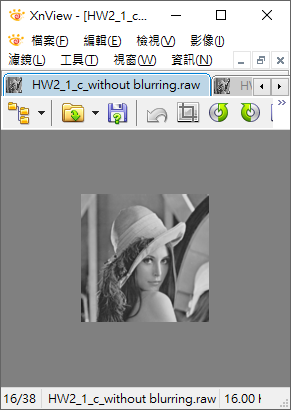 XnView - [HW2_1_c...
檔案(F) 編輯(E) 檢視(V) 影像(I)
濾鏡(L) 工具(T) 視窗(W) 資訊(N)
HW2_1_c_without blurring.raw
16/38 HW2_1_c_without blurring.raw 16.00